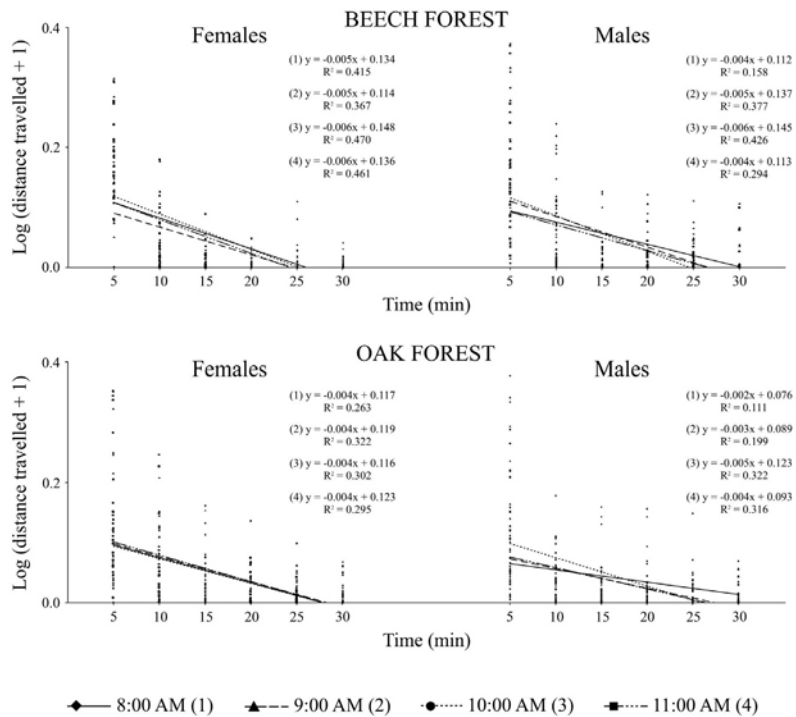 BEECH FOREST
Females
Males
Log (distance travelled + 1)
0.4
0.2
0.0
(1) y = -0.005x + 0.134
R² = 0.415
(2) y = -0.005x + 0.114
R² = 0.367
(3) y = -0.006x + 0.148
R² = 0.470
(4) y = -0.006x + 0.136
R² = 0.461
5 10 15 20 25 30
Time (min)
(1) y = -0.004x + 0.112
R² = 0.158
(2) y = -0.005x + 0.137
R² = 0.377
(3) y = -0.006x + 0.145
R² = 0.426
(4) y = -0.004x + 0.113
R² = 0.294
5 10 15 20 25 30
Time (min)
OAK FOREST
Females
Males
Log (distance travelled + 1)
0.4
0.2
0.0
(1) y = -0.004x + 0.117
R² = 0.263
(2) y = -0.004x + 0.119
R² = 0.322
(3) y = -0.004x + 0.116
R² = 0.302
(4) y = -0.004x + 0.123
R² = 0.295
5 10 15 20 25 30
Time (min)
(1) y = -0.002x + 0.076
R² = 0.111
(2) y = -0.003x + 0.089
R² = 0.199
(3) y = -0.005x + 0.123
R² = 0.322
(4) y = -0.004x + 0.093
R² = 0.316
5 10 15 20 25 30
Time (min)
8:00 AM (1) 9:00 AM (2) 10:00 AM (3) 11:00 AM (4)